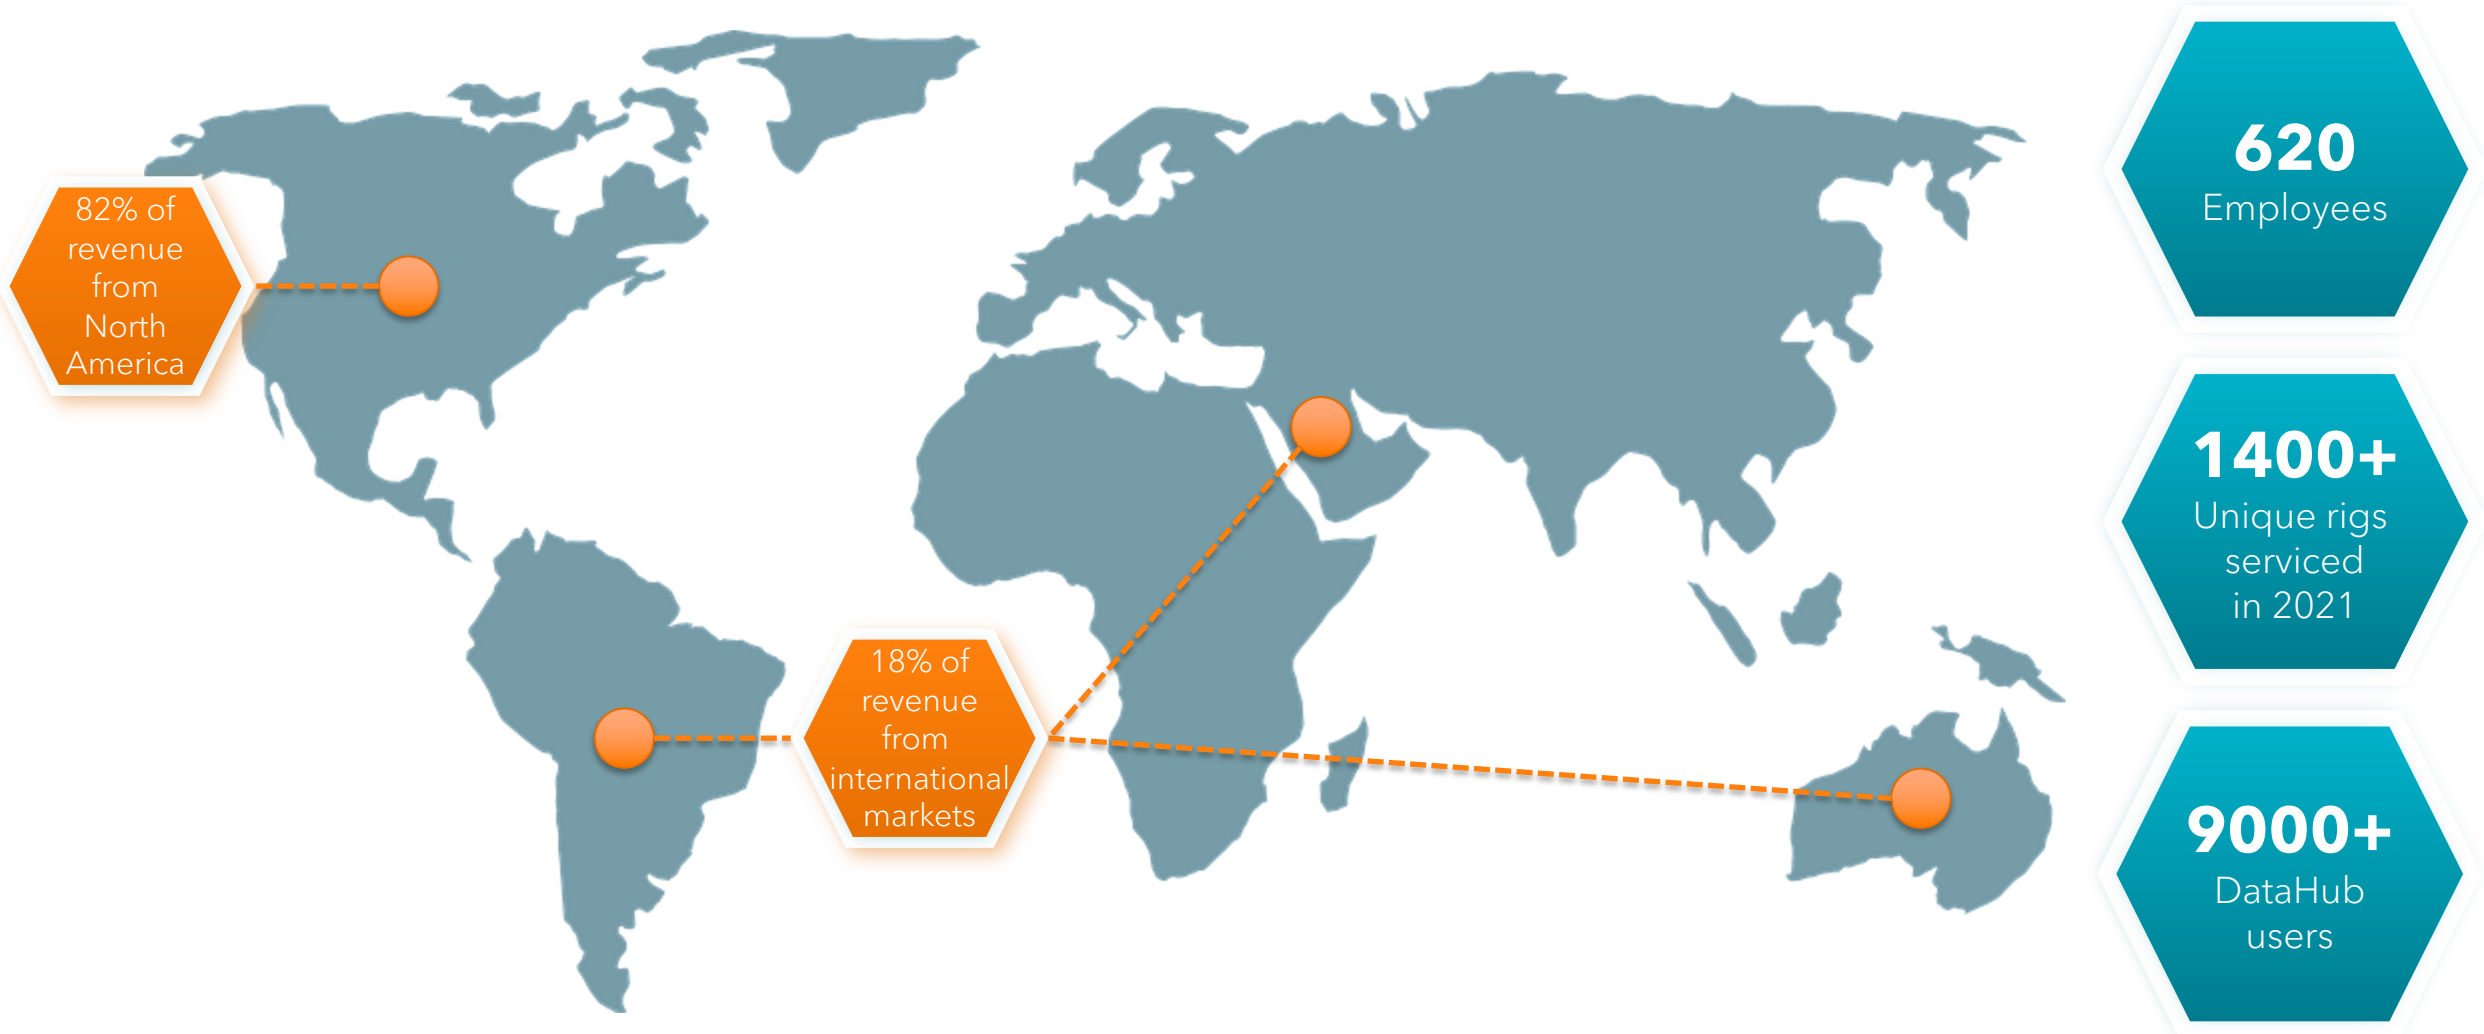 82% of
revenue
from
North
America
18% of
revenue
from
international
markets
620
Employees
1400+
Unique rigs
serviced
in 2021
9000+
DataHub
users